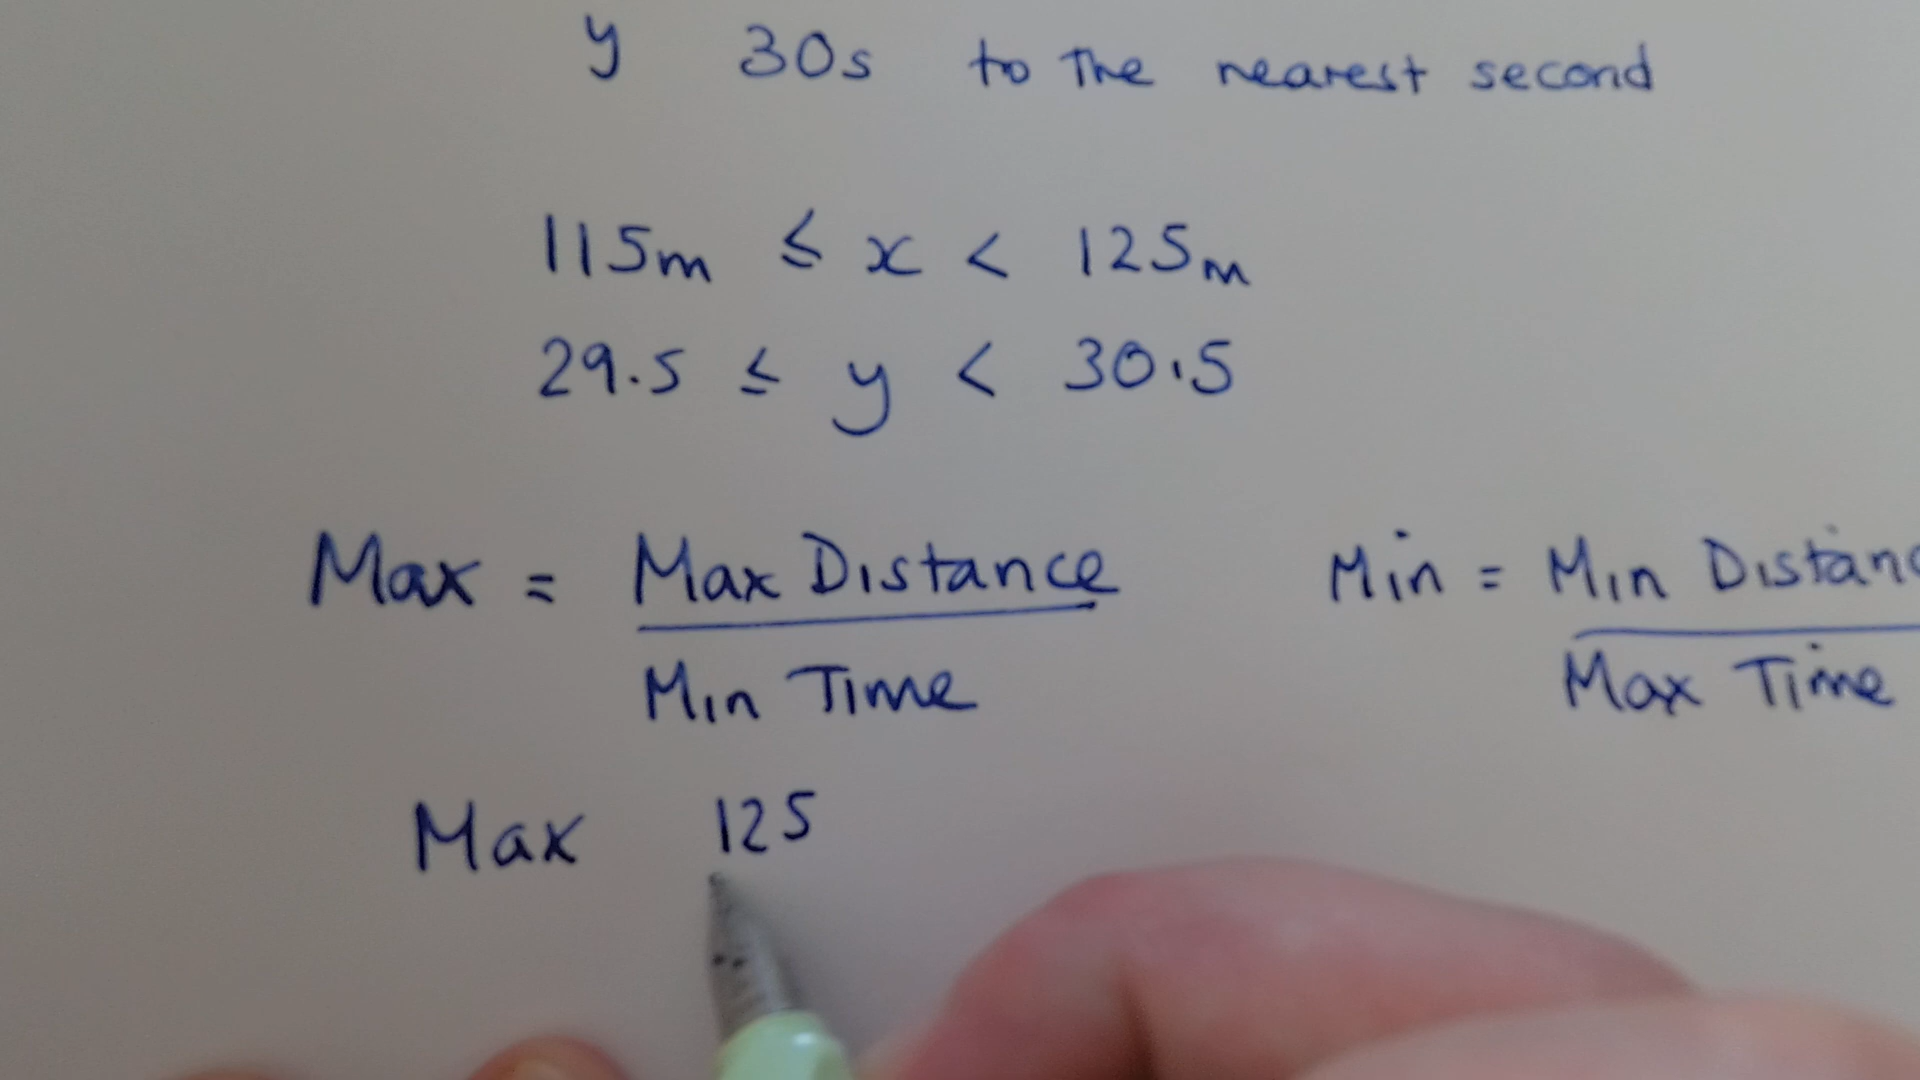 y 30s to the nearest second
115m ≤ x < 125m
29.5 ≤ y < 30.5
Max = Max Distance Min = Min Distanc
Min Time Max Time
Max 125